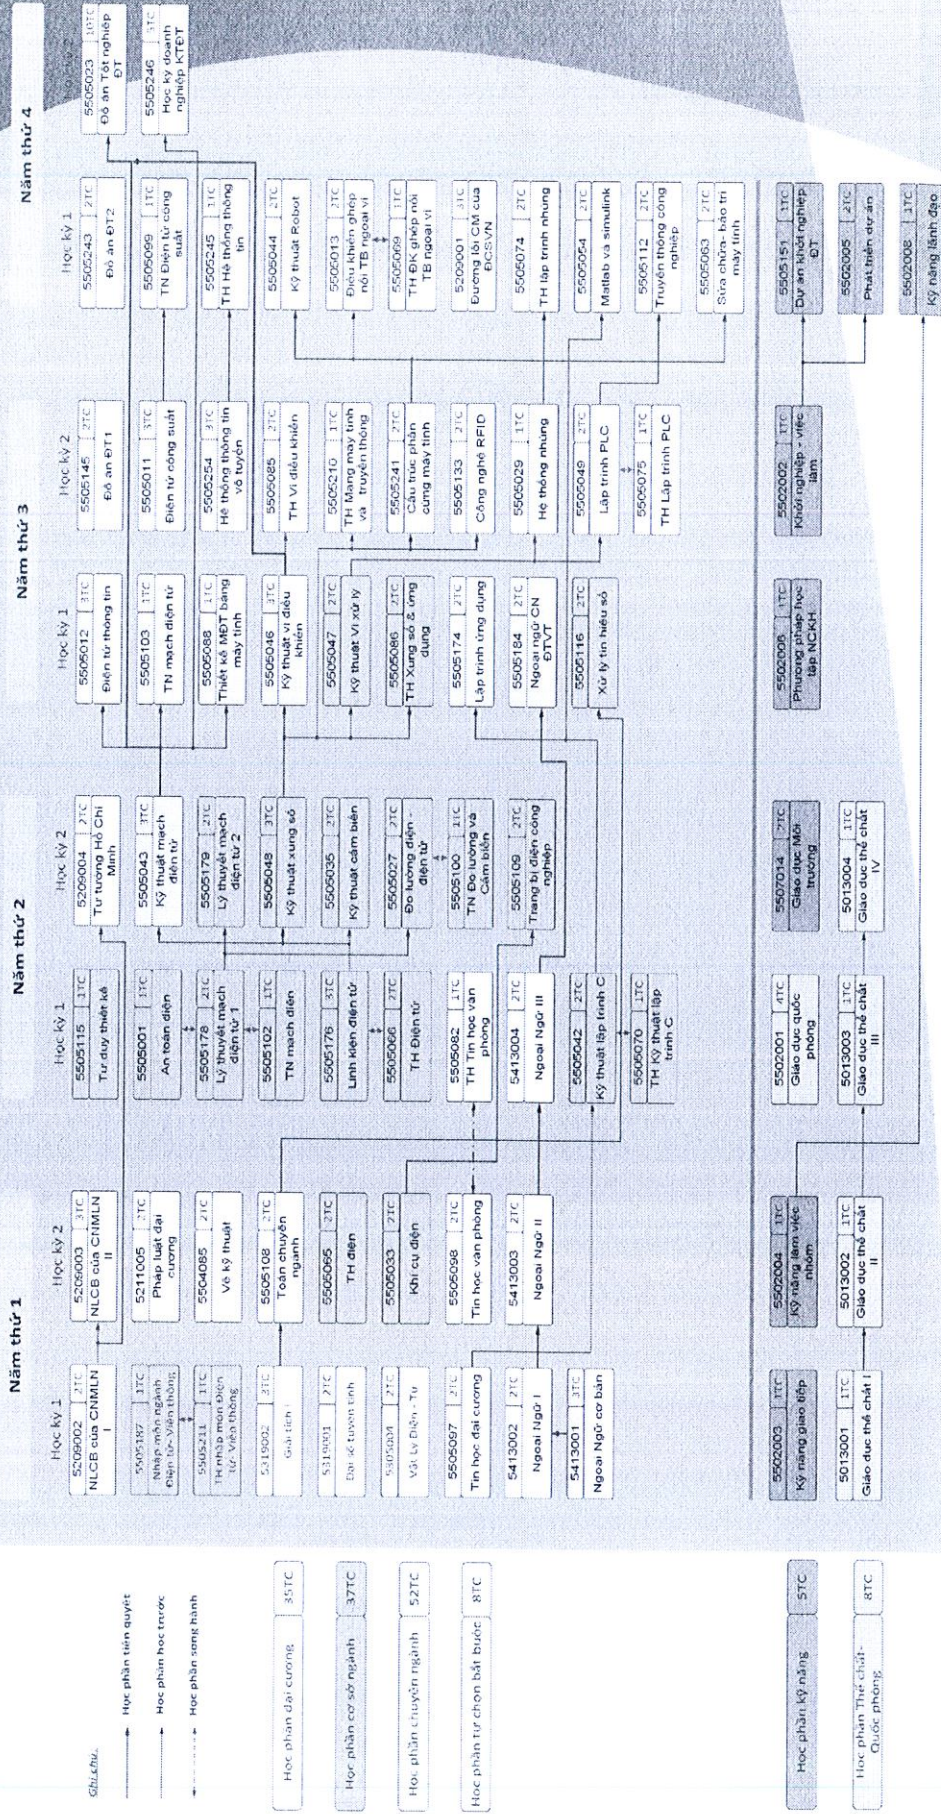 Năm thứ 1
Năm thứ 2
Năm thứ 3
Năm thứ 4
Học kỳ 1
5209002 2TC
NLCB của CNMLN
I
5505187 1TC
Nhập môn ngành
Điện tử- Viễn thông
5505211 1TC
TH nhập môn Điện
tử- Viễn thông
5319002 3TC
Giải tích I
5319001 2TC
Đại số tuyến tính
5305001 2TC
Vật Lý Điện - Từ
5505097 2TC
Tin học đại cương
5413002 2TC
Ngoại Ngữ I
5413001 3TC
Ngoại Ngữ cơ bản
5502003 1TC
Kỹ năng giao tiếp
5013001 1TC
Giáo dục thể chất I
Học kỳ 2
5209003 3TC
NLCB của CNMLN
II
5211005 2TC
Pháp luật đại
cương
5504085 2TC
Vẽ kỹ thuật
5505108 2TC
Toán chuyên
ngành
5505065 2TC
TH điện
5505033 2TC
Khí cụ điện
5505098 2TC
Tin học văn phòng
5413003 2TC
Ngoại Ngữ II
5502004 1TC
Kỹ năng làm việc
nhóm
5013002 1TC
Giáo dục thể chất
II
Học kỳ 1
5505115 1TC
Tư duy thiết kế
5505001 1TC
An toàn điện
5505178 2TC
Lý thuyết mạch
điện tử 1
5505102 1TC
TN mạch điện
5505176 3TC
Linh kiện điện tử
5505066 2TC
TH Điện tử
5505082 1TC
TH Tin học văn
phòng
5413004 2TC
Ngoại Ngữ III
5505042 2TC
Kỹ thuật lập trình C
5505070 1TC
TH Kỹ thuật lập
trình C
5502001 4TC
Giáo dục quốc
phòng
5013003 1TC
Giáo dục thể chất
III
Học kỳ 2
5209004 2TC
Tư tưởng Hồ Chí
Minh
5505043 3TC
Kỹ thuật mạch
điện tử
5505179 2TC
Lý thuyết mạch
điện tử 2
5505048 3TC
Kỹ thuật xung số
5505035 2TC
Kỹ thuật cảm biến
5505027 2TC
Đo lường điện -
điện tử
5505100 1TC
TN Đo lường và
Cảm biến
5505109 2TC
Trang bị điện công
nghiệp
5507014 2TC
Giáo dục Môi
trường
5013004 1TC
Giáo dục thể chất
IV
Học kỳ 1
5505012 3TC
Điện tử thông tin
5505103 1TC
TN mạch điện tử
5505088 1TC
Thiết kế MĐT bằng
máy tính
5505046 3TC
Kỹ thuật vi điều
khiển
5505047 2TC
Kỹ thuật Vi xử lý
5505086 2TC
TH Xung số & ứng
dụng
5505174 2TC
Lập trình ứng dụng
5505184 2TC
Ngoại ngữ CN
ĐTVT
5505116 2TC
Xử lý tín hiệu số
5502006 1TC
Phương pháp học
tập NCKH
Học kỳ 2
5505145 2TC
Đồ án ĐT1
5505011 3TC
Điện tử công suất
5505254 3TC
Hệ thống thông tin
vô tuyến
5505085 2TC
TH Vi điều khiển
5505210 1TC
TH Mạng máy tính
và truyền thông
5505241 2TC
Cấu trúc phần
cứng máy tính
5505133 2TC
Công nghệ RFID
5505029 1TC
Hệ thống nhúng
5505049 2TC
Lập trình PLC
5505075 1TC
TH Lập trình PLC
5502002 1TC
Khởi nghiệp - việc
làm
Học kỳ 1
5505243 2TC
Đồ án ĐT2
5505099 1TC
TN Điện tử công
suất
5505245 1TC
TH Hệ thống thông
tin
5505044 2TC
Kỹ thuật Robot
5505013 2TC
Điều khiển ghép
nối TB ngoại vi
5505069 1TC
TH ĐK ghép nối
TB ngoại vi
5209001 3TC
Đường lối CM của
ĐCSVN
5505074 1TC
TH lập trình nhúng
5505054 2TC
Matlab và simulink
5505112 2TC
Truyền thông công
nghiệp
5505063 2TC
Sửa chữa- bảo trì
máy tính
5505151 1TC
Dự án khởi nghiệp
ĐT
5502005 2TC
Phát triển dự án
5502008 1TC
Kỹ năng lãnh đạo
Học kỳ 2
5505023 10TC
Đồ án Tốt nghiệp
ĐT
5505246 3TC
Học kỳ doanh
nghiệp KTĐT
Ghi chú:
Học phần tiên quyết
Học phần học trước
Học phần song hành
Học phần đại cương 35TC
Học phần cơ sở ngành 37TC
Học phần chuyên ngành 52TC
Học phần tự chọn bắt buộc 8TC
Học phần kỹ năng 5TC
Học phần Thể chất-
Quốc phòng 8TC